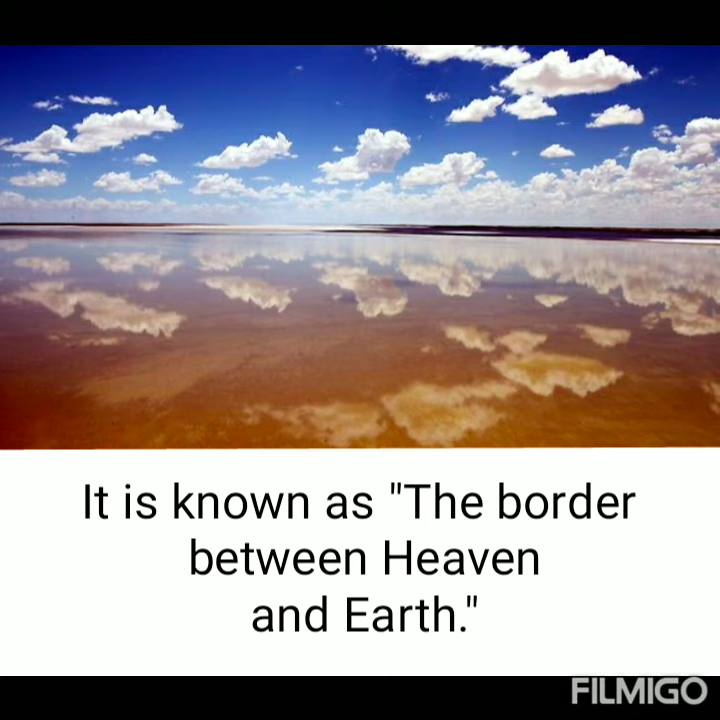 It is known as "The border
between Heaven
and Earth."
FILMIGO